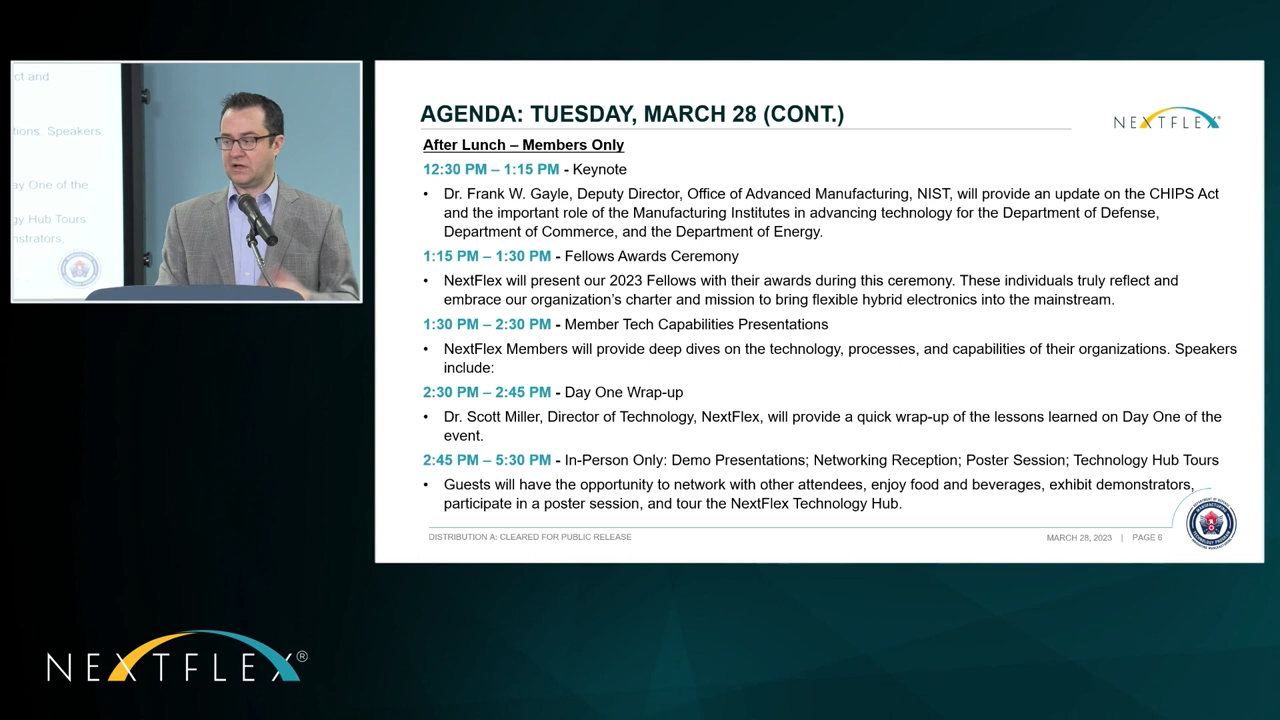 ct and
tions. Speakers
ay One of the
gy Hub Tours
nstrators,
AGENDA: TUESDAY, MARCH 28 (CONT.)
NEXTFLEX®
After Lunch – Members Only
12:30 PM – 1:15 PM - Keynote
• Dr. Frank W. Gayle, Deputy Director, Office of Advanced Manufacturing, NIST, will provide an update on the CHIPS Act
and the important role of the Manufacturing Institutes in advancing technology for the Department of Defense,
Department of Commerce, and the Department of Energy.
1:15 PM – 1:30 PM - Fellows Awards Ceremony
• NextFlex will present our 2023 Fellows with their awards during this ceremony. These individuals truly reflect and
embrace our organization's charter and mission to bring flexible hybrid electronics into the mainstream.
1:30 PM – 2:30 PM - Member Tech Capabilities Presentations
• NextFlex Members will provide deep dives on the technology, processes, and capabilities of their organizations. Speakers
include:
2:30 PM – 2:45 PM - Day One Wrap-up
• Dr. Scott Miller, Director of Technology, NextFlex, will provide a quick wrap-up of the lessons learned on Day One of the
event.
2:45 PM – 5:30 PM - In-Person Only: Demo Presentations; Networking Reception; Poster Session; Technology Hub Tours
• Guests will have the opportunity to network with other attendees, enjoy food and beverages, exhibit demonstrators,
participate in a poster session, and tour the NextFlex Technology Hub.
DISTRIBUTION A: CLEARED FOR PUBLIC RELEASE
MARCH 28, 2023 | PAGE 6
NEXTFLEX®